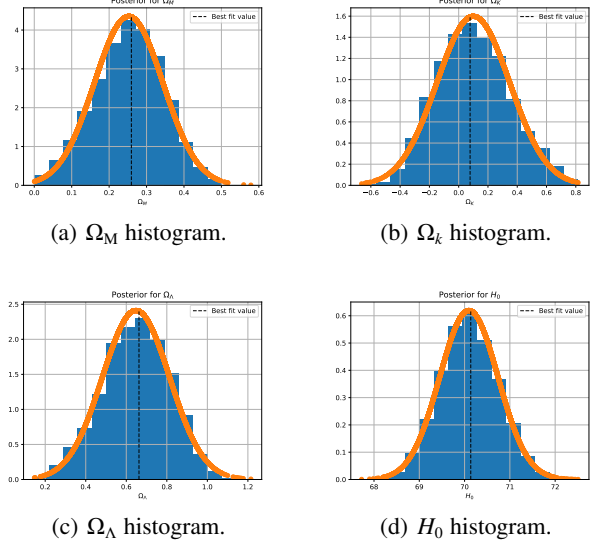 Posterior for Ω_M
Best fit value
4
3
2
1
0
0.0 0.1 0.2 0.3 0.4 0.5 0.6
Ω_M
(a) Ω_M histogram.
Posterior for Ω_K
Best fit value
1.6
1.4
1.2
1.0
0.8
0.6
0.4
0.2
0.0
−0.6 −0.4 −0.2 0.0 0.2 0.4 0.6 0.8
Ω_K
(b) Ω_k histogram.
Posterior for Ω_Λ
Best fit value
2.5
2.0
1.5
1.0
0.5
0.0
0.2 0.4 0.6 0.8 1.0 1.2
Ω_Λ
(c) Ω_Λ histogram.
Posterior for H_0
Best fit value
0.6
0.5
0.4
0.3
0.2
0.1
0.0
68 69 70 71 72
H_0
(d) H_0 histogram.